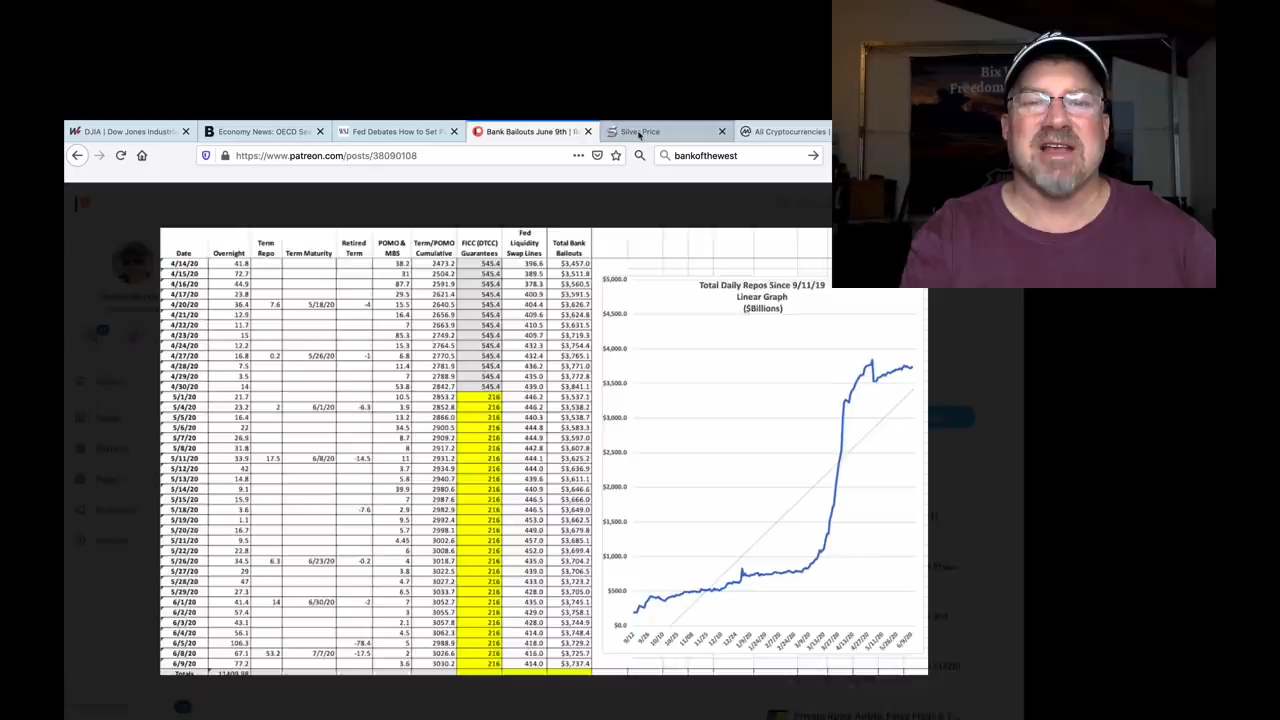 DJIA | Dow Jones Industri
Economy News: OECD Se
Fed Debates How to Set P
Bank Bailouts June 9th |
Silver Price
All Cryptocurrencies |
https://www.patreon.com/posts/38090108
bankofthewest
Bix W
Freedom
Date Overnight Term Repo Term Maturity Retired Term POMO & MBS Term/POMO Cumulative FICC (DTCC) Guarantees Fed Liquidity Swap Lines Total Bank Bailouts
4/14/20 41.8 38.2 2473.2 545.4 396.6 $3,457.0
4/15/20 72.7 31 2504.2 545.4 389.5 $3,511.8
4/16/20 44.9 87.7 2591.9 545.4 378.3 $3,560.5
4/17/20 23.8 29.5 2621.4 545.4 400.9 $3,591.5
4/20/20 36.4 7.6 5/18/20 -4 15.5 2640.5 545.4 404.4 $3,626.7
4/21/20 12.9 16.4 2656.9 545.4 409.6 $3,624.8
4/22/20 11.7 7 2663.9 545.4 410.5 $3,631.5
4/23/20 15 85.3 2749.2 545.4 409.7 $3,719.3
4/24/20 12.2 15.3 2764.5 545.4 432.3 $3,754.4
4/27/20 16.8 0.2 5/26/20 -1 6.8 2770.5 545.4 432.4 $3,765.1
4/28/20 7.5 11.4 2781.9 545.4 436.2 $3,771.0
4/29/20 3.5 7 2788.9 545.4 435.0 $3,772.8
4/30/20 14 53.8 2842.7 545.4 439.0 $3,841.1
5/1/20 21.7 10.5 2853.2 216 446.2 $3,537.1
5/4/20 23.2 2 6/1/20 -6.3 3.9 2852.8 216 446.2 $3,538.2
5/5/20 16.4 13.2 2866.0 216 440.3 $3,538.7
5/6/20 22 34.5 2900.5 216 444.8 $3,583.3
5/7/20 26.9 8.7 2909.2 216 444.9 $3,597.0
5/8/20 31.8 8 2917.2 216 442.8 $3,607.8
5/11/20 33.9 17.5 6/8/20 -14.5 11 2931.2 216 444.1 $3,625.2
5/12/20 42 3.7 2934.9 216 444.0 $3,636.9
5/13/20 14.8 5.8 2940.7 216 439.6 $3,611.1
5/14/20 9.1 39.9 2980.6 216 440.9 $3,646.6
5/15/20 15.9 7 2987.6 216 446.5 $3,666.0
5/18/20 3.6 -7.6 2.9 2982.9 216 446.5 $3,649.0
5/19/20 1.1 9.5 2992.4 216 453.0 $3,662.5
5/20/20 16.7 5.7 2998.1 216 449.0 $3,679.8
5/21/20 9.5 4.45 3002.6 216 457.0 $3,685.1
5/22/20 22.8 6 3008.6 216 452.0 $3,699.4
5/26/20 34.5 6.3 6/23/20 -0.2 4 3018.7 216 435.0 $3,704.2
5/27/20 29 3.8 3022.5 216 439.0 $3,706.5
5/28/20 47 4.7 3027.2 216 433.0 $3,723.2
5/29/20 27.3 6.5 3033.7 216 428.0 $3,705.0
6/1/20 41.4 14 6/30/20 -2 7 3052.7 216 435.0 $3,745.1
6/2/20 57.4 3 3055.7 216 429.0 $3,758.1
6/3/20 43.1 2.1 3057.8 216 428.0 $3,744.9
6/4/20 56.1 4.5 3062.3 216 414.0 $3,748.4
6/5/20 106.3 -78.4 5 2988.9 216 418.0 $3,729.2
6/8/20 67.1 53.2 7/7/20 -17.5 2 3026.6 216 416.0 $3,725.7
6/9/20 77.2 3.6 3030.2 216 414.0 $3,737.4
Totals
Total Daily Repos Since 9/11/19
Linear Graph
($Billions)
$5,000.0
$4,500.0
$4,000.0
$3,500.0
$3,000.0
$2,500.0
$2,000.0
$1,500.0
$1,000.0
$500.0
$0.0